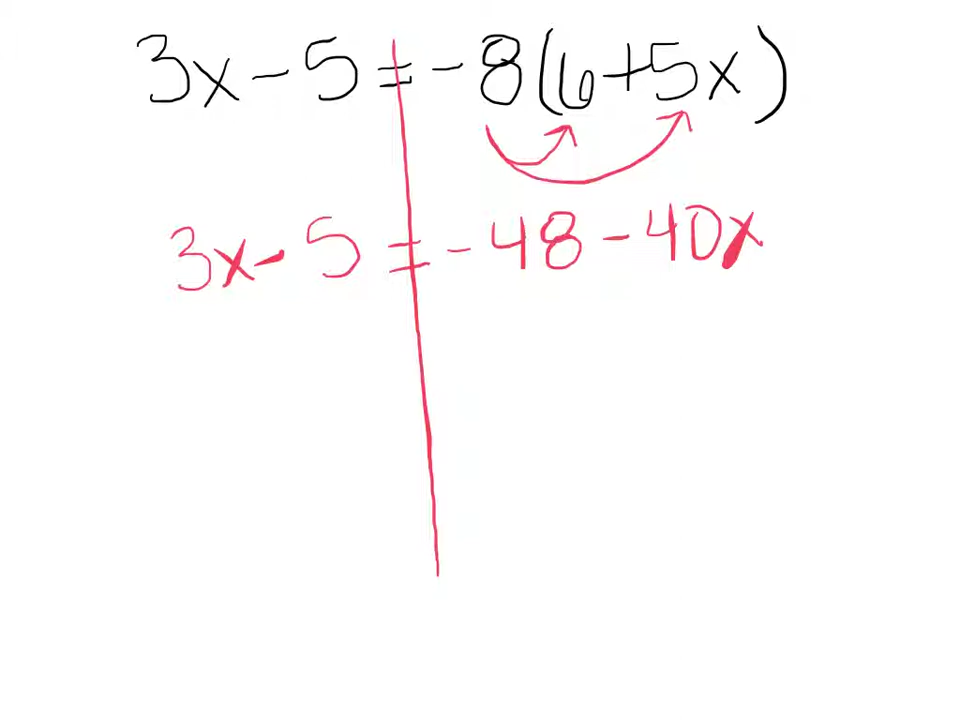 3x - 5 = -8(6+5x)
3x - 5 = -48 - 40x